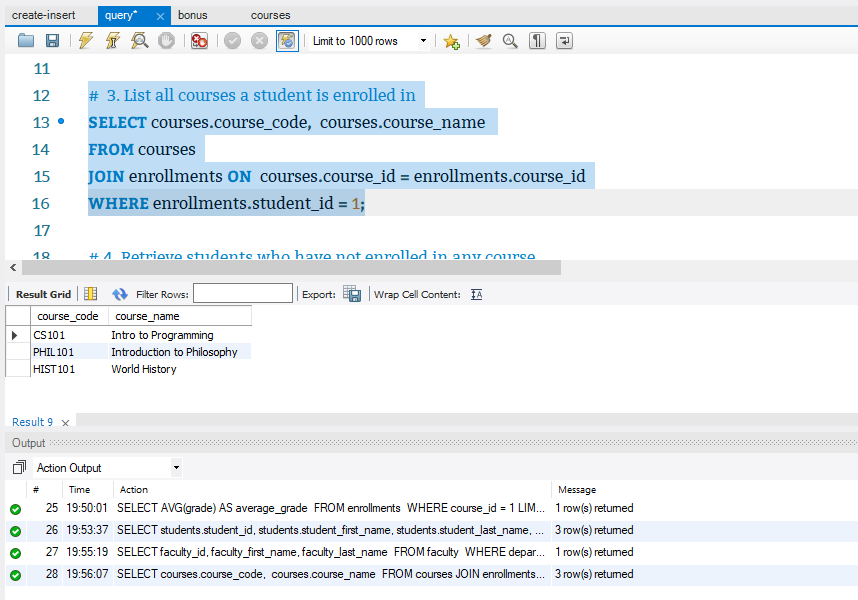 create-insert query* × bonus courses
Limit to 1000 rows
11
12 # 3. List all courses a student is enrolled in
13 SELECT courses.course_code, courses.course_name
14 FROM courses
15 JOIN enrollments ON courses.course_id = enrollments.course_id
16 WHERE enrollments.student_id = 1;
17
18 # 4. Retrieve students who have not enrolled in any course
Result Grid Filter Rows: Export: Wrap Cell Content: IA
course_code course_name
CS101 Intro to Programming
PHIL101 Introduction to Philosophy
HIST101 World History
Result 9 ×
Output
Action Output
# Time Action Message
25 19:50:01 SELECT AVG(grade) AS average_grade FROM enrollments WHERE course_id = 1 LIM... 1 row(s) returned
26 19:53:37 SELECT students.student_id, students.student_first_name, students.student_last_name, ... 3 row(s) returned
27 19:55:19 SELECT faculty_id, faculty_first_name, faculty_last_name FROM faculty WHERE depar... 1 row(s) returned
28 19:56:07 SELECT courses.course_code, courses.course_name FROM courses JOIN enrollments... 3 row(s) returned